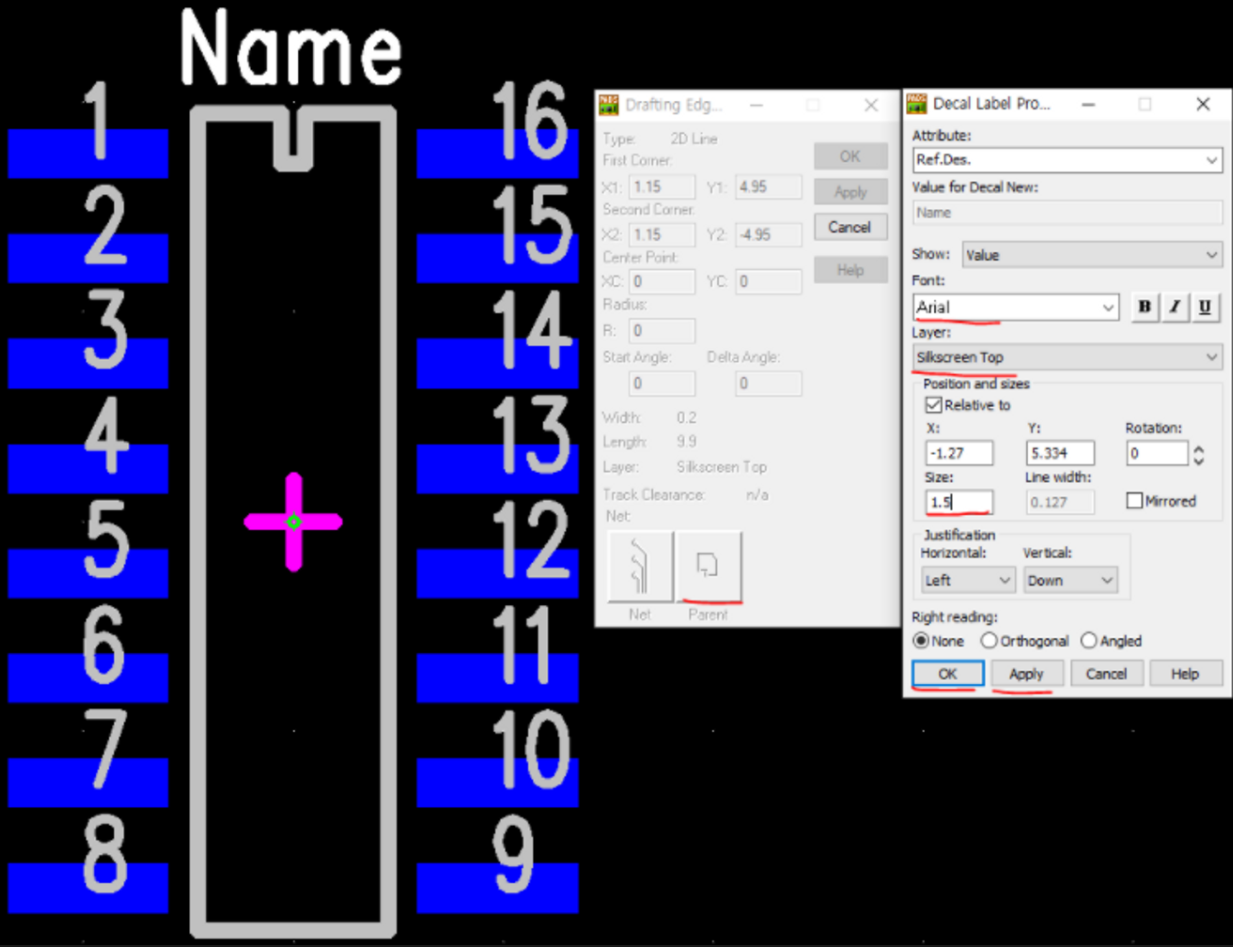 Name
1
2
3
4
5
6
7
8
16
15
14
13
12
11
10
9
Drafting Edg...
Type: 2D Line
First Corner:
X1: 1.15 Y1: 4.95
Second Corner:
X2: 1.15 Y2: -4.95
Center Point:
XC: 0 YC: 0
Radius:
R: 0
Start Angle: Delta Angle:
0 0
Width: 0.2
Length: 9.9
Layer: Silkscreen Top
Track Clearance: n/a
Net:
Net Parent
OK
Apply
Cancel
Help
PADS Decal Label Pro...
Attribute:
Ref.Des.
Value for Decal New:
Name
Show: Value
Font:
Arial B I U
Layer:
Silkscreen Top
Position and sizes
Relative to
X: Y: Rotation:
-1.27 5.334 0
Size: Line width:
1.5 0.127 Mirrored
Justification
Horizontal: Vertical:
Left Down
Right reading:
None Orthogonal Angled
OK Apply Cancel Help